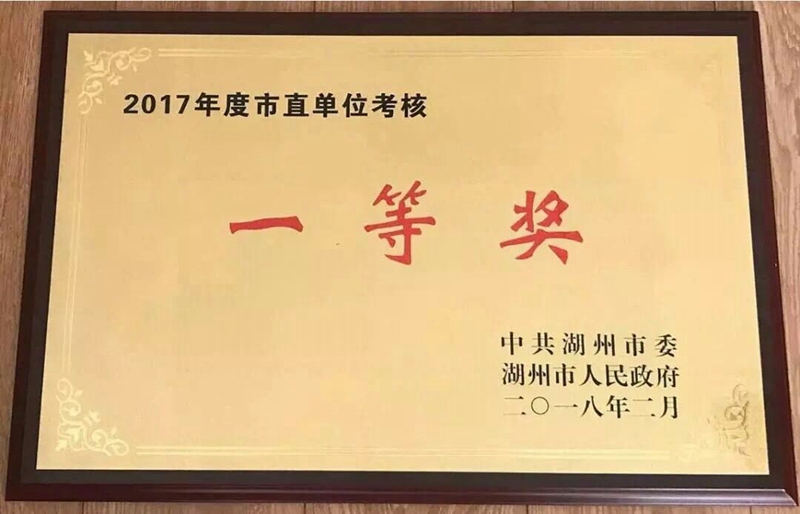 2017年度市直单位考核
一等奖
中共湖州市委
湖州市人民政府
二〇一八年二月